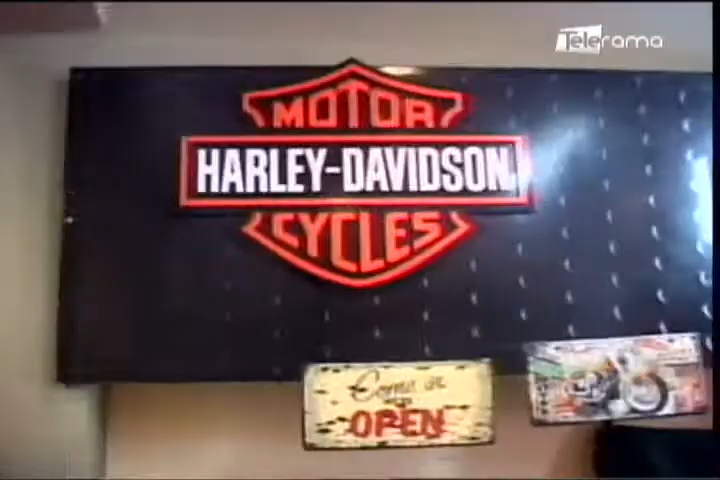 Telerama
MOTOR
HARLEY-DAVIDSON
CYCLES
Come in
OPEN